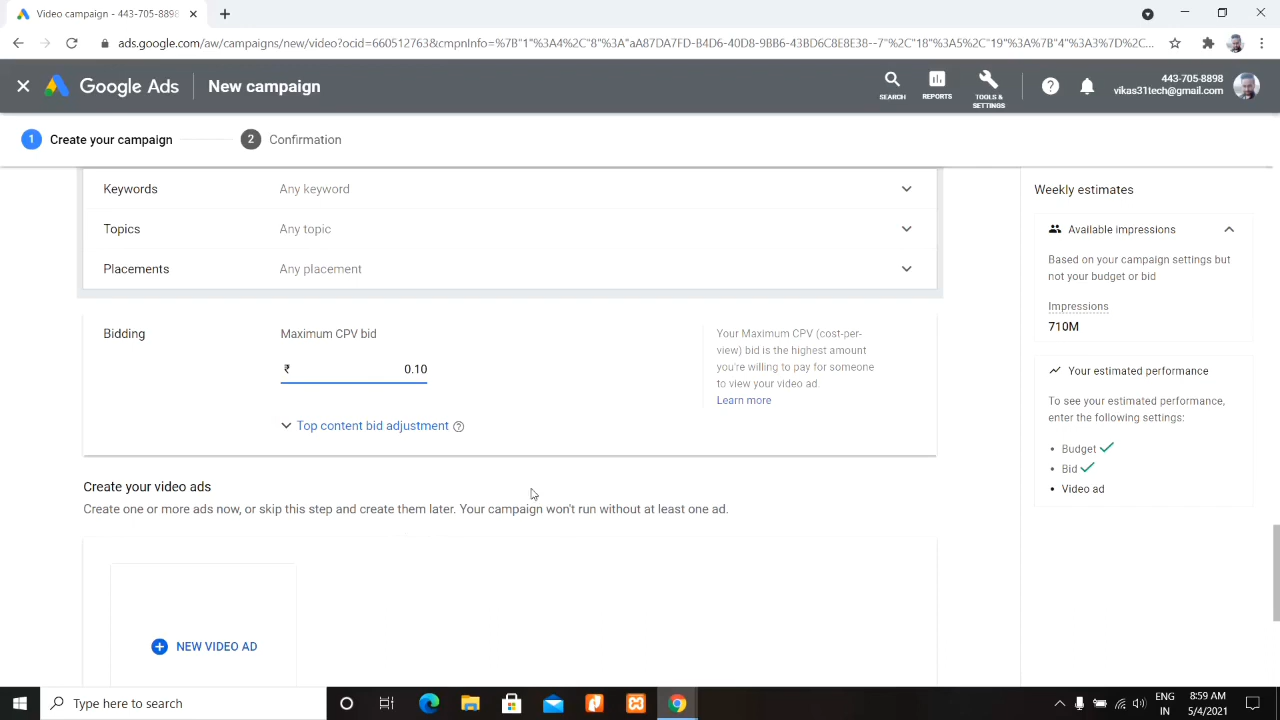 Video campaign - 443-705-8898
ads.google.com/aw/campaigns/new/video?ocid=660512763&cmpnInfo=%7B"1"%3A4%2C"8"%3A"aA87DA7FD-B4D6-40D8-9BB6-43BD6C8E8E38--7"%2C"18"%3A5%2C"19"%3A%7B"4"%3A3%7D%2C...
Google Ads
New campaign
SEARCH
REPORTS
TOOLS &
SETTINGS
443-705-8898
vikas31tech@gmail.com
1 Create your campaign
2 Confirmation
Keywords Any keyword
Topics Any topic
Placements Any placement
Bidding
Maximum CPV bid
₹ 0.10
Top content bid adjustment
Your Maximum CPV (cost-per-
view) bid is the highest amount
you're willing to pay for someone
to view your video ad.
Learn more
Create your video ads
Create one or more ads now, or skip this step and create them later. Your campaign won't run without at least one ad.
NEW VIDEO AD
Weekly estimates
Available impressions
Based on your campaign settings but
not your budget or bid
Impressions
710M
Your estimated performance
To see your estimated performance,
enter the following settings:
• Budget
• Bid
• Video ad
Type here to search
ENG
IN
8:59 AM
5/4/2021